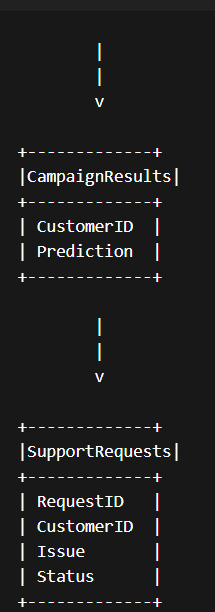 |
|
v
+-------------+
|CampaignResults|
+-------------+
| CustomerID  |
| Prediction  |
+-------------+
|
|
v
+-------------+
|SupportRequests|
+-------------+
| RequestID   |
| CustomerID  |
| Issue       |
| Status      |
+-------------+